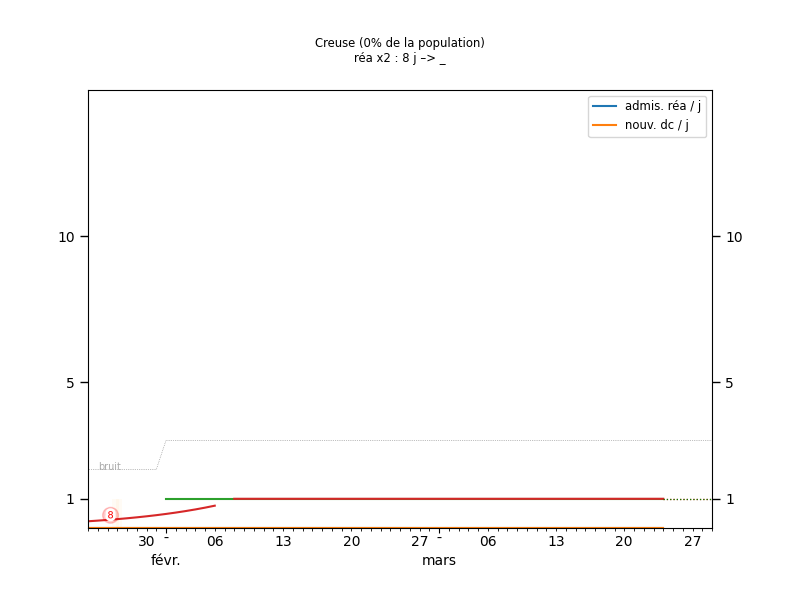 Creuse (0% de la population)
réa x2 : 8 j –> _
admis. réa / j
nouv. dc / j
10
10
5
5
bruit
1
1
8
30 - 06 13 20 27 - 06 13 20 27
févr. mars